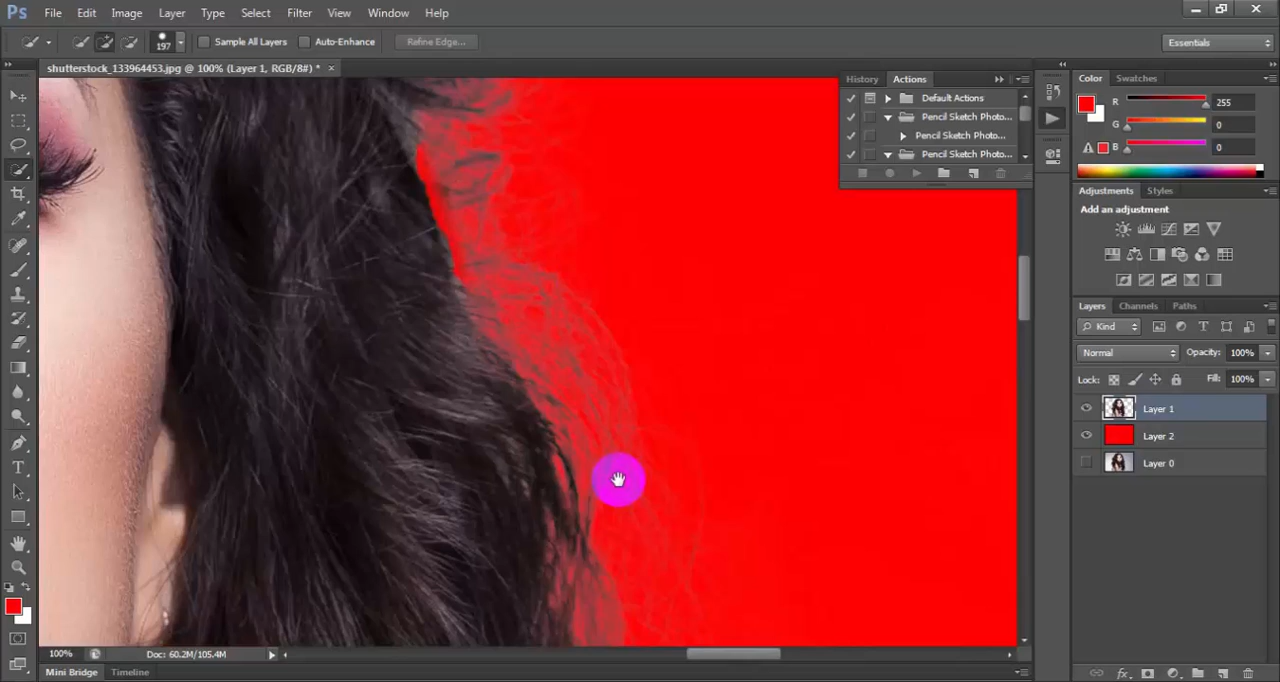 Ps File Edit Image Layer Type Select Filter View Window Help
197 Sample All Layers Auto-Enhance Refine Edge... Essentials
shutterstock_133964453.jpg @ 100% (Layer 1, RGB/8#) * ×
History Actions
Default Actions
Pencil Sketch Photo...
Pencil Sketch Photo...
Pencil Sketch Photo...
Color Swatches
R 255
G 0
B 0
Adjustments Styles
Add an adjustment
Layers Channels Paths
Kind
Normal Opacity: 100%
Lock: Fill: 100%
Layer 1
Layer 2
Layer 0
100% Doc: 60.2M/105.4M
Mini Bridge Timeline